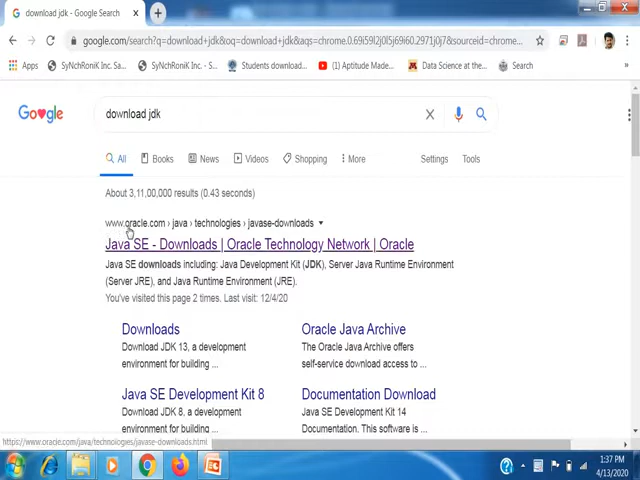 download jdk - Google Search
google.com/search?q=download+jdk&oq=download+jdk&aqs=chrome.0.69i59l2j0l5j69i60.2971j0j7&sourceid=chrome...
Apps SyNchRoniK Inc. Sa... SyNchRoniK Inc. - S... Students download... Aptitude Made... Data Science at the... Search »
Google download jdk
All Books News Videos Shopping More Settings Tools
About 3,11,00,000 results (0.43 seconds)
www.oracle.com › java › technologies › javase-downloads
Java SE - Downloads | Oracle Technology Network | Oracle
Java SE downloads including: Java Development Kit (JDK), Server Java Runtime Environment
(Server JRE), and Java Runtime Environment (JRE).
You've visited this page 2 times. Last visit: 12/4/20
Downloads
Download JDK 13, a development
environment for building ...
Oracle Java Archive
The Oracle Java Archive offers
self-service download access to ...
Java SE Development Kit 8
Download JDK 8, a development
environment for building ...
Documentation Download
Java SE Development Kit 14
Documentation. This software is ...
https://www.oracle.com/java/technologies/javase-downloads.html
1:37 PM
4/13/2020